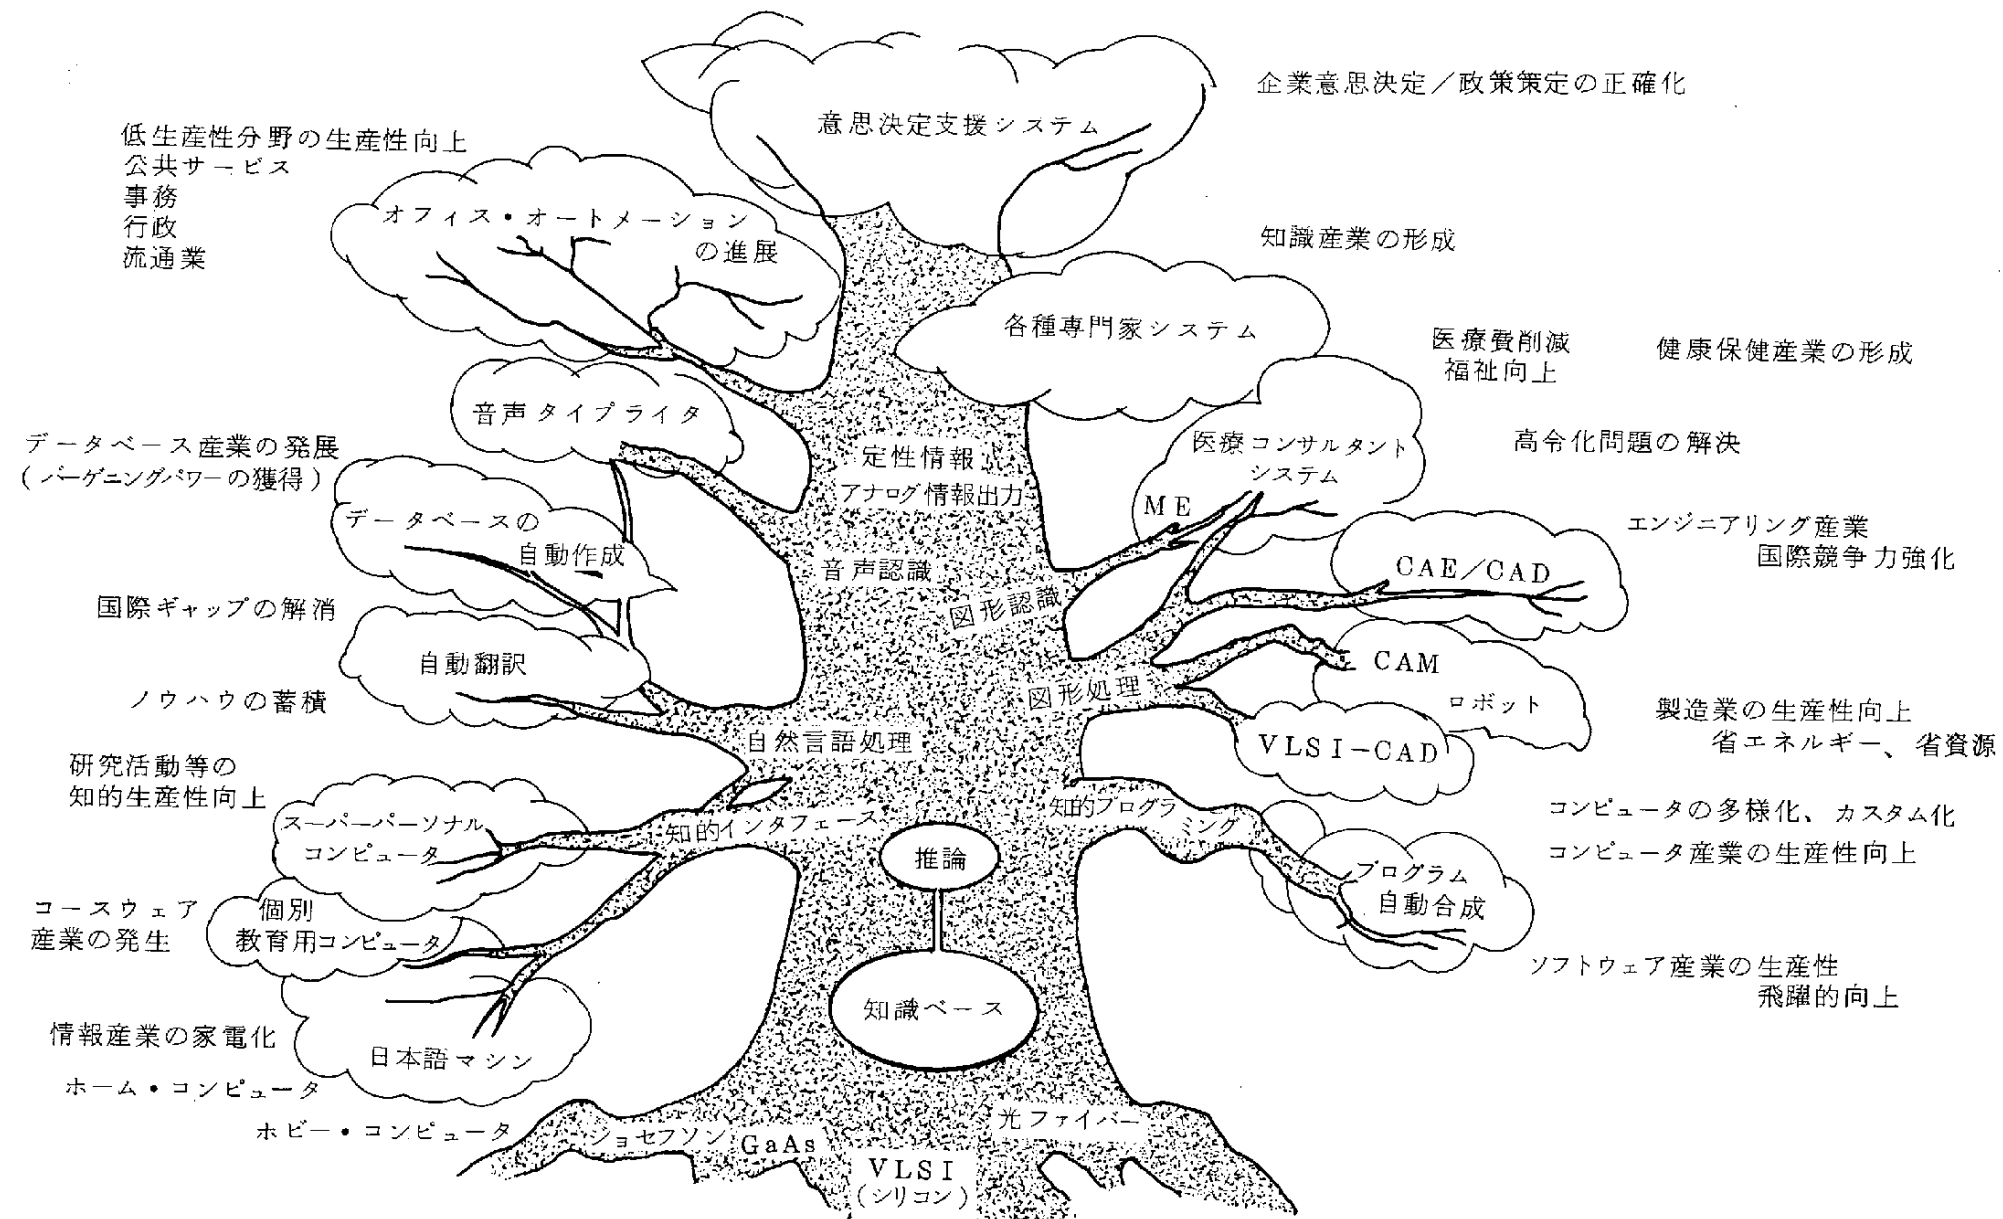 企業意思決定／政策策定の正確化
意思決定支援システム
低生産性分野の生産性向上
公共サービス
事務
行政
流通業
オフィス・オートメーション
の進展
知識産業の形成
各種専門家システム
医療費削減
福祉向上
健康保健産業の形成
音声タイプライタ
データベース産業の発展
(バーゲニングパワーの獲得)
定性情報
アナログ情報出力
医療コンサルタント
システム
ME
高令化問題の解決
データベースの
自動作成
エンジニアリング産業
国際競争力強化
CAE／CAD
音声認識
図形認識
国際ギャップの解消
自動翻訳
CAM
ロボット
ノウハウの蓄積
図形処理
製造業の生産性向上
省エネルギー、省資源
自然言語処理
VLSI-CAD
研究活動等の
知的生産性向上
スーパーパーソナル
コンピュータ
知的インタフェース
知的プログラ
ミング
コンピュータの多様化、カスタム化
コンピュータ産業の生産性向上
推論
プログラム
自動合成
コースウェア
産業の発生
個別
教育用コンピュータ
ソフトウェア産業の生産性
飛躍的向上
知識ベース
情報産業の家電化
日本語マシン
ホーム・コンピュータ
ホビー・コンピュータ
ジョセフソン
GaAs
光ファイバー
VLSI
(シリコン)